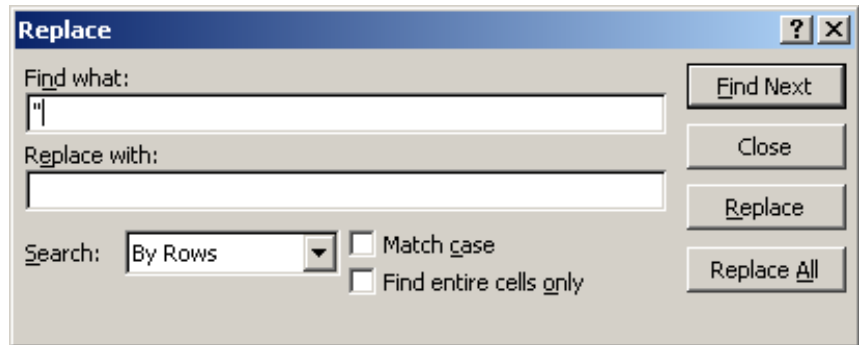 Replace
Find what:
"
Replace with:
Search:
By Rows
Match case
Find entire cells only
Find Next
Close
Replace
Replace All